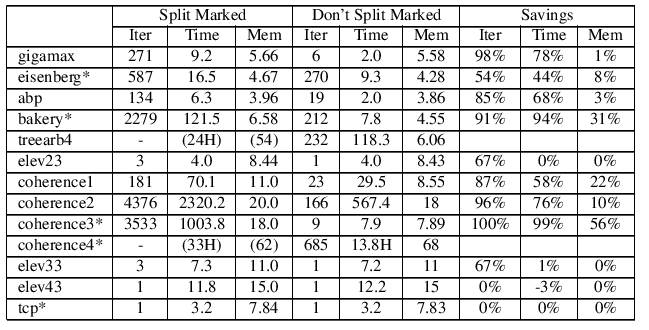 Split Marked Don't Split Marked Savings
Iter Time Mem Iter Time Mem Iter Time Mem
gigamax 271 9.2 5.66 6 2.0 5.58 98% 78% 1%
eisenberg* 587 16.5 4.67 270 9.3 4.28 54% 44% 8%
abp 134 6.3 3.96 19 2.0 3.86 85% 68% 3%
bakery* 2279 121.5 6.58 212 7.8 4.55 91% 94% 31%
treearb4 - (24H) (54) 232 118.3 6.06
elev23 3 4.0 8.44 1 4.0 8.43 67% 0% 0%
coherence1 181 70.1 11.0 23 29.5 8.55 87% 58% 22%
coherence2 4376 2320.2 20.0 166 567.4 18 96% 76% 10%
coherence3* 3533 1003.8 18.0 9 7.9 7.89 100% 99% 56%
coherence4* - (33H) (62) 685 13.8H 68
elev33 3 7.3 11.0 1 7.2 11 67% 1% 0%
elev43 1 11.8 15.0 1 12.2 15 0% -3% 0%
tcp* 1 3.2 7.84 1 3.2 7.83 0% 0% 0%